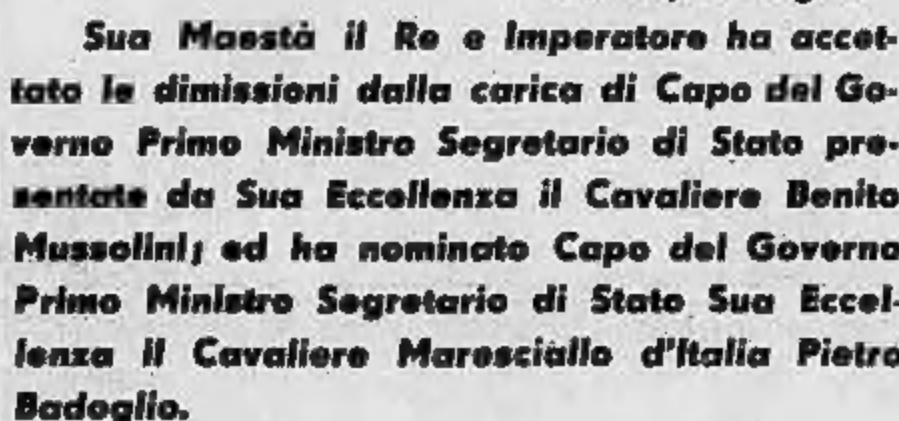 Sua Maestà il Re e Imperatore ha accet-
tato le dimissioni dalla carica di Capo del Go-
verno Primo Ministro Segretario di Stato pre-
sentate da Sua Eccellenza il Cavaliere Benito
Mussolini; ed ha nominato Capo del Governo
Primo Ministro Segretario di Stato Sua Eccel-
lenza il Cavaliere Maresciallo d'Italia Pietro
Badoglio.